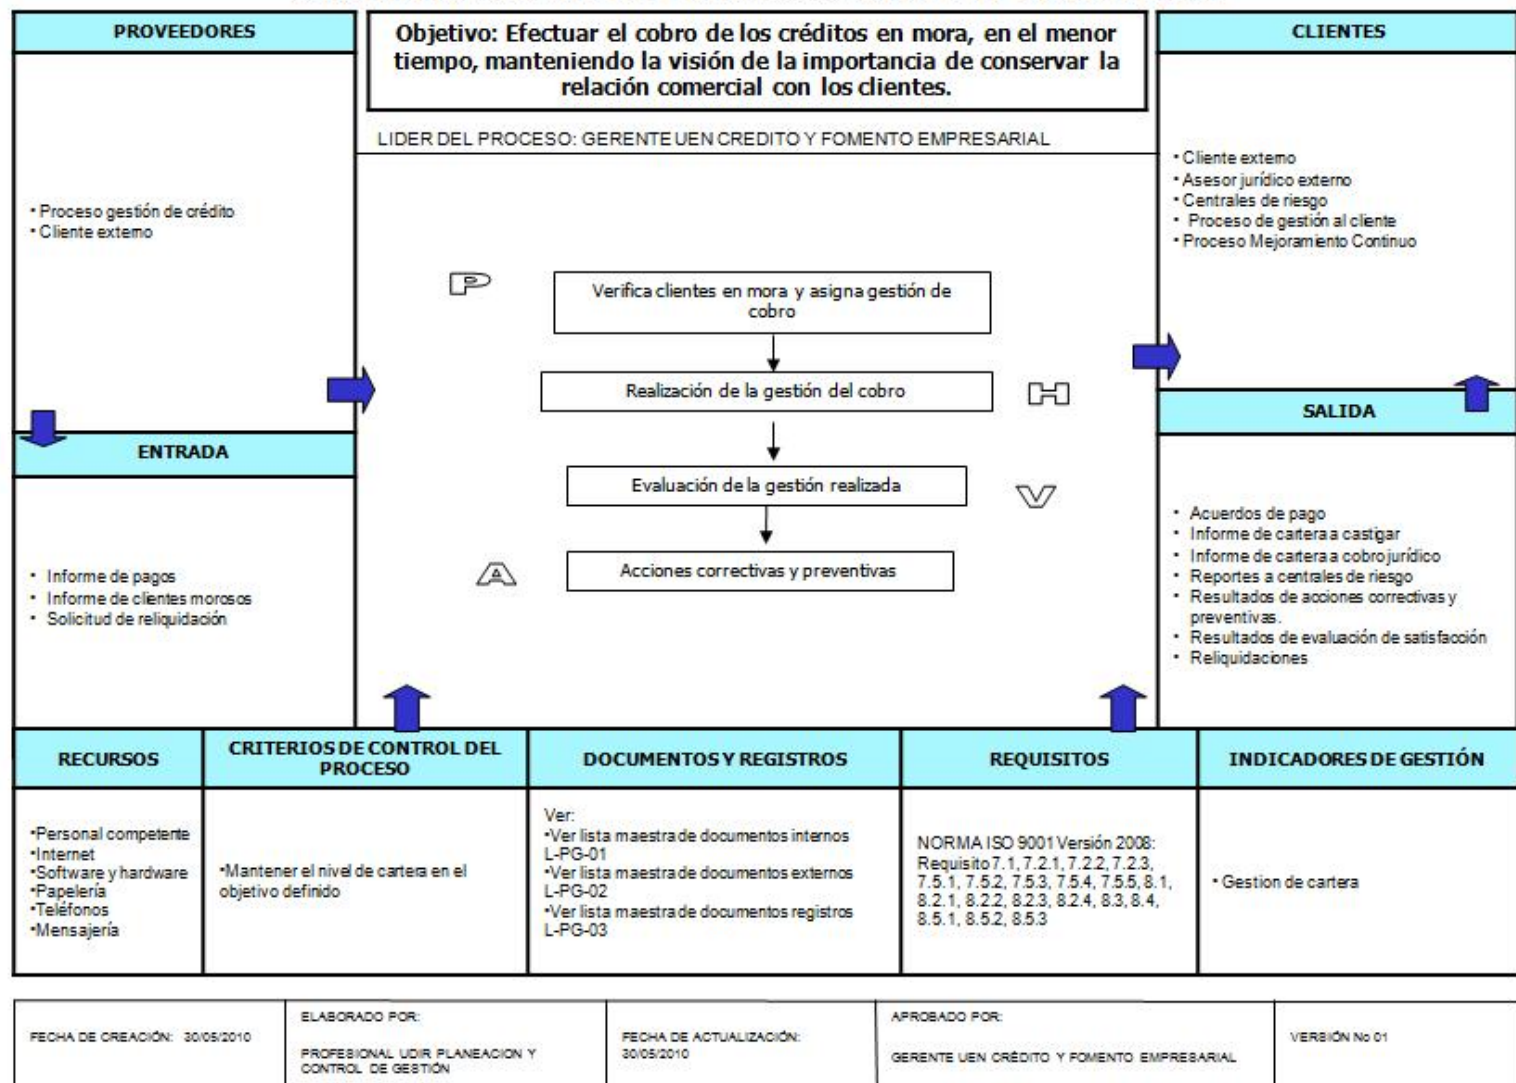 PROVEEDORES
Objetivo: Efectuar el cobro de los créditos en mora, en el menor
tiempo, manteniendo la visión de la importancia de conservar la
relación comercial con los clientes.
CLIENTES
LIDER DEL PROCESO: GERENTE UEN CREDITO Y FOMENTO EMPRESARIAL
• Proceso gestión de crédito
• Cliente externo
• Cliente externo
• Asesor jurídico externo
• Centrales de riesgo
• Proceso de gestión al cliente
• Proceso Mejoramiento Continuo
P
Verifica clientes en mora y asigna gestión de
cobro
Realización de la gestión del cobro
H
Evaluación de la gestión realizada
V
A
Acciones correctivas y preventivas
ENTRADA
• Informe de pagos
• Informe de clientes morosos
• Solicitud de reliquidación
SALIDA
• Acuerdos de pago
• Informe de cartera a castigar
• Informe de cartera a cobro jurídico
• Reportes a centrales de riesgo
• Resultados de acciones correctivas y
preventivas.
• Resultados de evaluación de satisfacción
• Reliquidaciones
RECURSOS
•Personal competente
•Internet
•Software y hardware
•Papelería
•Teléfonos
•Mensajería
CRITERIOS DE CONTROL DEL
PROCESO
•Mantener el nivel de cartera en el
objetivo definido
DOCUMENTOS Y REGISTROS
Ver:
•Ver lista maestra de documentos internos
L-PG-01
•Ver lista maestra de documentos externos
L-PG-02
•Ver lista maestra de documentos registros
L-PG-03
REQUISITOS
NORMA ISO 9001 Versión 2008:
Requisito 7.1, 7.2.1, 7.2.2, 7.2.3,
7.5.1, 7.5.2, 7.5.3, 7.5.4, 7.5.5, 8.1,
8.2.1, 8.2.2, 8.2.3, 8.2.4, 8.3, 8.4,
8.5.1, 8.5.2, 8.5.3
INDICADORES DE GESTIÓN
• Gestion de cartera
FECHA DE CREACIÓN: 30/05/2010
ELABORADO POR:
PROFESIONAL UDIR PLANEACION Y
CONTROL DE GESTIÓN
FECHA DE ACTUALIZACIÓN:
30/05/2010
APROBADO POR:
GERENTE UEN CRÉDITO Y FOMENTO EMPRESARIAL
VERSIÓN No 01